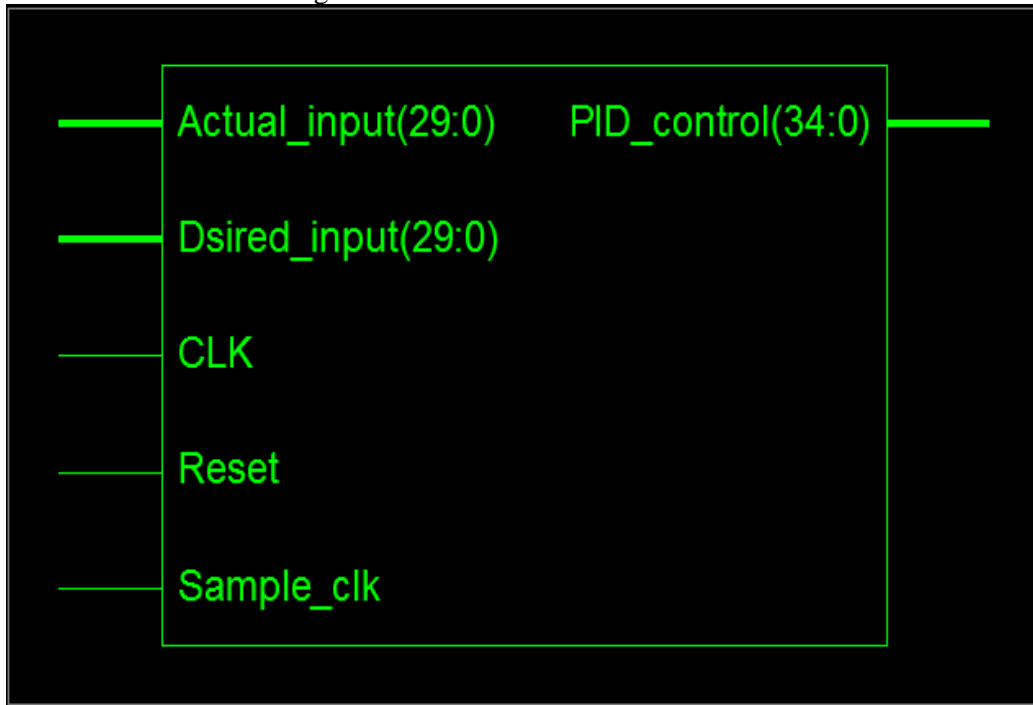 Actual_input(29:0) PID_control(34:0)
Dsired_input(29:0)
CLK
Reset
Sample_clk